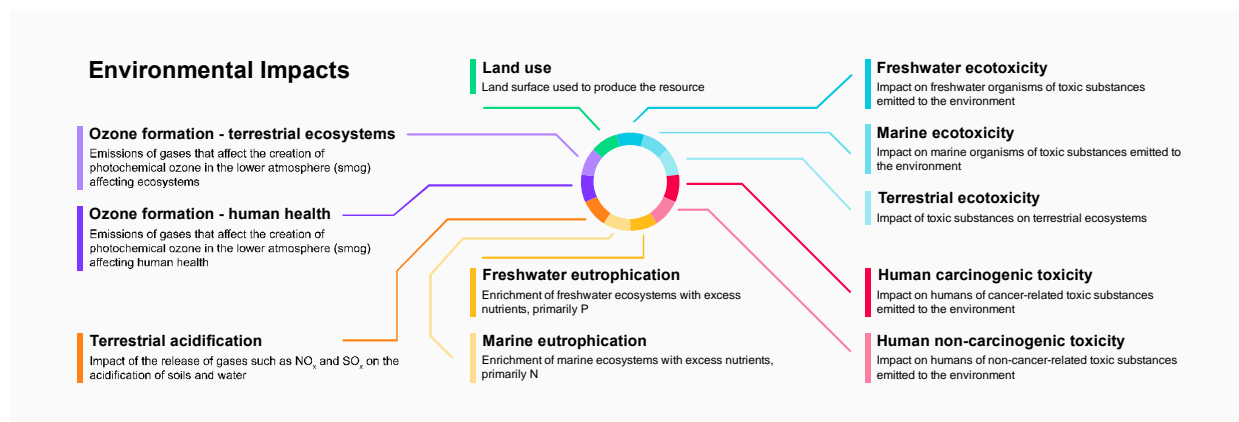 Environmental Impacts
Land use
Land surface used to produce the resource
Freshwater ecotoxicity
Impact on freshwater organisms of toxic substances
emitted to the environment
Ozone formation - terrestrial ecosystems
Emissions of gases that affect the creation of
photochemical ozone in the lower atmosphere (smog)
affecting ecosystems
Marine ecotoxicity
Impact on marine organisms of toxic substances emitted to
the environment
Ozone formation - human health
Emissions of gases that affect the creation of
photochemical ozone in the lower atmosphere (smog)
affecting human health
Terrestrial ecotoxicity
Impact of toxic substances on terrestrial ecosystems
Freshwater eutrophication
Enrichment of freshwater ecosystems with excess
nutrients, primarily P
Human carcinogenic toxicity
Impact on humans of cancer-related toxic substances
emitted to the environment
Terrestrial acidification
Impact of the release of gases such as NOx and SOx on the
acidification of soils and water
Marine eutrophication
Enrichment of marine ecosystems with excess nutrients,
primarily N
Human non-carcinogenic toxicity
Impact on humans of non-cancer-related toxic substances
emitted to the environment